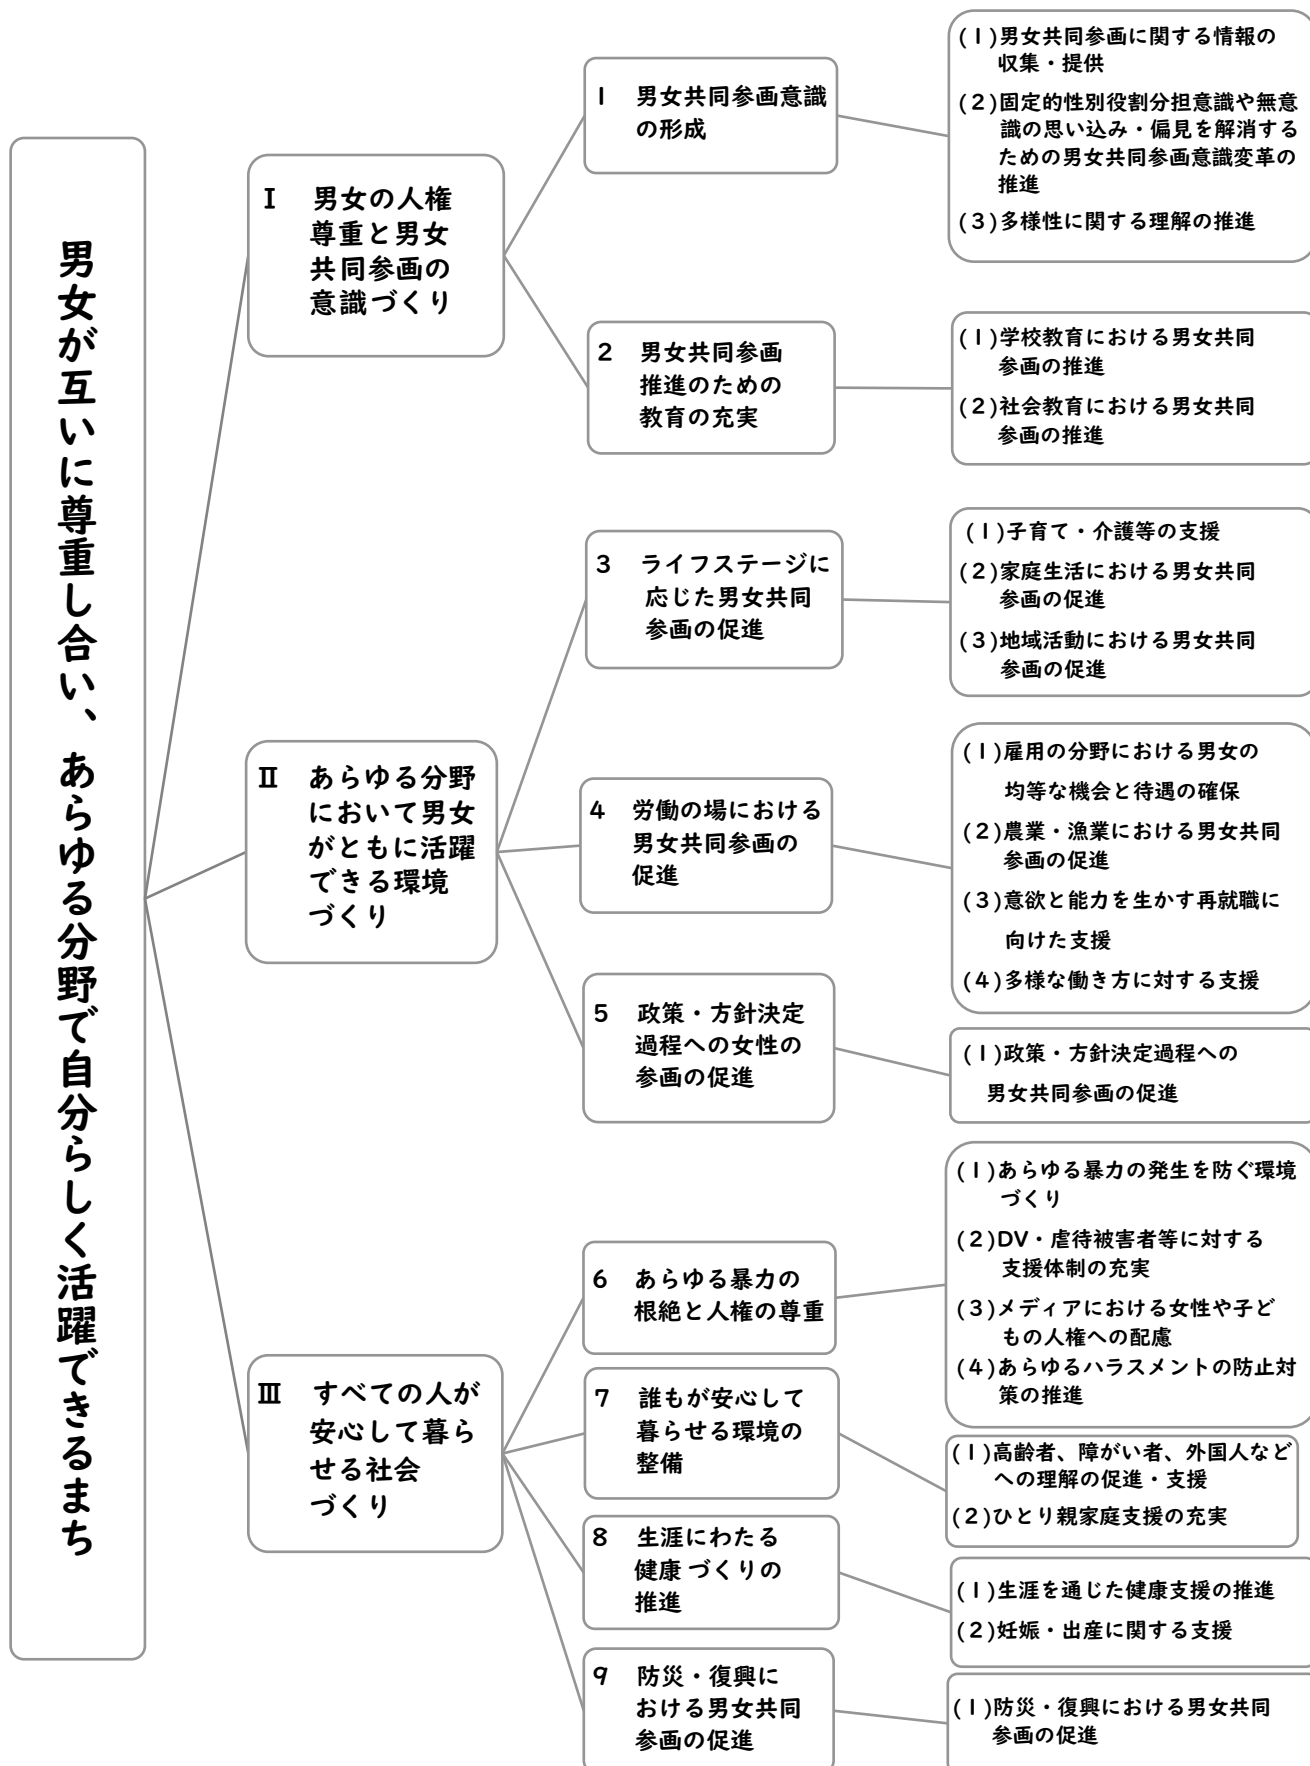 男女が互いに尊重し合い、あらゆる分野で自分らしく活躍できるまち
Ⅰ 男女の人権
尊重と男女
共同参画の
意識づくり
1 男女共同参画意識
の形成
(1)男女共同参画に関する情報の
収集・提供
(2)固定的性別役割分担意識や無意
識の思い込み・偏見を解消する
ための男女共同参画意識変革の
推進
(3)多様性に関する理解の推進
2 男女共同参画
推進のための
教育の充実
(1)学校教育における男女共同
参画の推進
(2)社会教育における男女共同
参画の推進
Ⅱ あらゆる分野
において男女
がともに活躍
できる環境
づくり
3 ライフステージに
応じた男女共同
参画の促進
(1)子育て・介護等の支援
(2)家庭生活における男女共同
参画の促進
(3)地域活動における男女共同
参画の促進
4 労働の場における
男女共同参画の
促進
(1)雇用の分野における男女の
均等な機会と待遇の確保
(2)農業・漁業における男女共同
参画の促進
(3)意欲と能力を生かす再就職に
向けた支援
(4)多様な働き方に対する支援
5 政策・方針決定
過程への女性の
参画の促進
(1)政策・方針決定過程への
男女共同参画の促進
Ⅲ すべての人が
安心して暮ら
せる社会
づくり
6 あらゆる暴力の
根絶と人権の尊重
(1)あらゆる暴力の発生を防ぐ環境
づくり
(2)DV・虐待被害者等に対する
支援体制の充実
(3)メディアにおける女性や子ど
もの人権への配慮
(4)あらゆるハラスメントの防止対
策の推進
7 誰もが安心して
暮らせる環境の
整備
(1)高齢者、障がい者、外国人など
への理解の促進・支援
(2)ひとり親家庭支援の充実
8 生涯にわたる
健康づくりの
推進
(1)生涯を通じた健康支援の推進
(2)妊娠・出産に関する支援
9 防災・復興に
おける男女共同
参画の促進
(1)防災・復興における男女共同
参画の促進